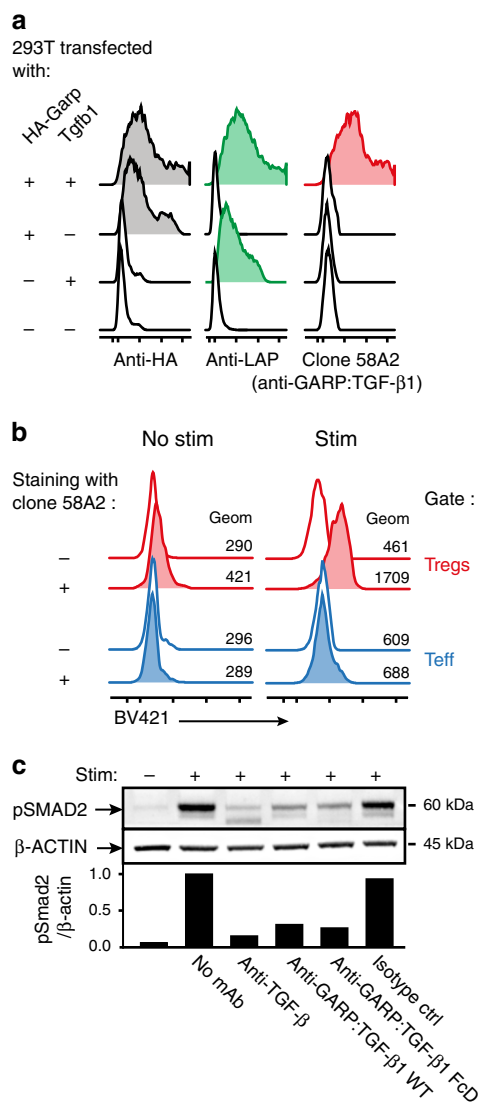 a
293T transfected
with:
HA-Garp
Tgfb1
+ +
+ –
– +
– –
Anti-HA
Anti-LAP
Clone 58A2
(anti-GARP:TGF-β1)
b
No stim Stim
Staining with
clone 58A2 :
Gate :
Geom Geom
– 290 461
Tregs
+ 421 1709
– 296 609
Teff
+ 289 688
BV421
c
Stim: – + + + + +
pSMAD2 60 kDa
β-ACTIN 45 kDa
pSmad2
/β-actin
1.0
0.5
0.0
No mAb
Anti-TGF-β
Anti-GARP:TGF-β1 WT
Anti-GARP:TGF-β1 FcD
Isotype ctrl